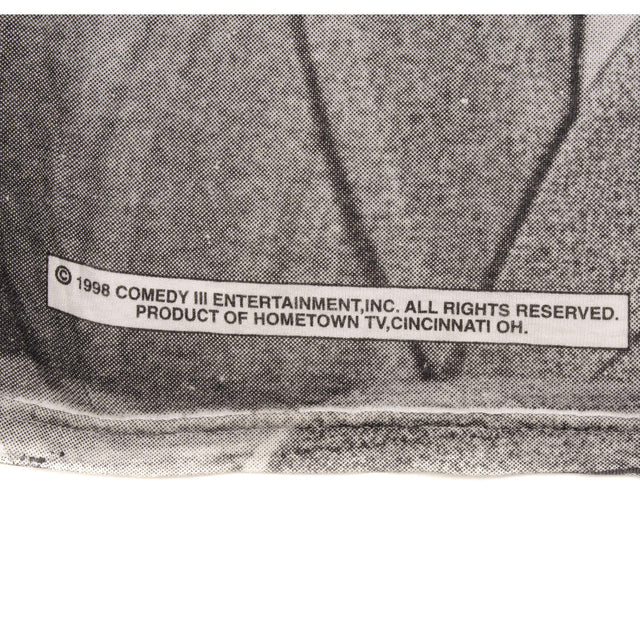 © 1998 COMEDY III ENTERTAINMENT,INC. ALL RIGHTS RESERVED.
PRODUCT OF HOMETOWN TV,CINCINNATI OH.